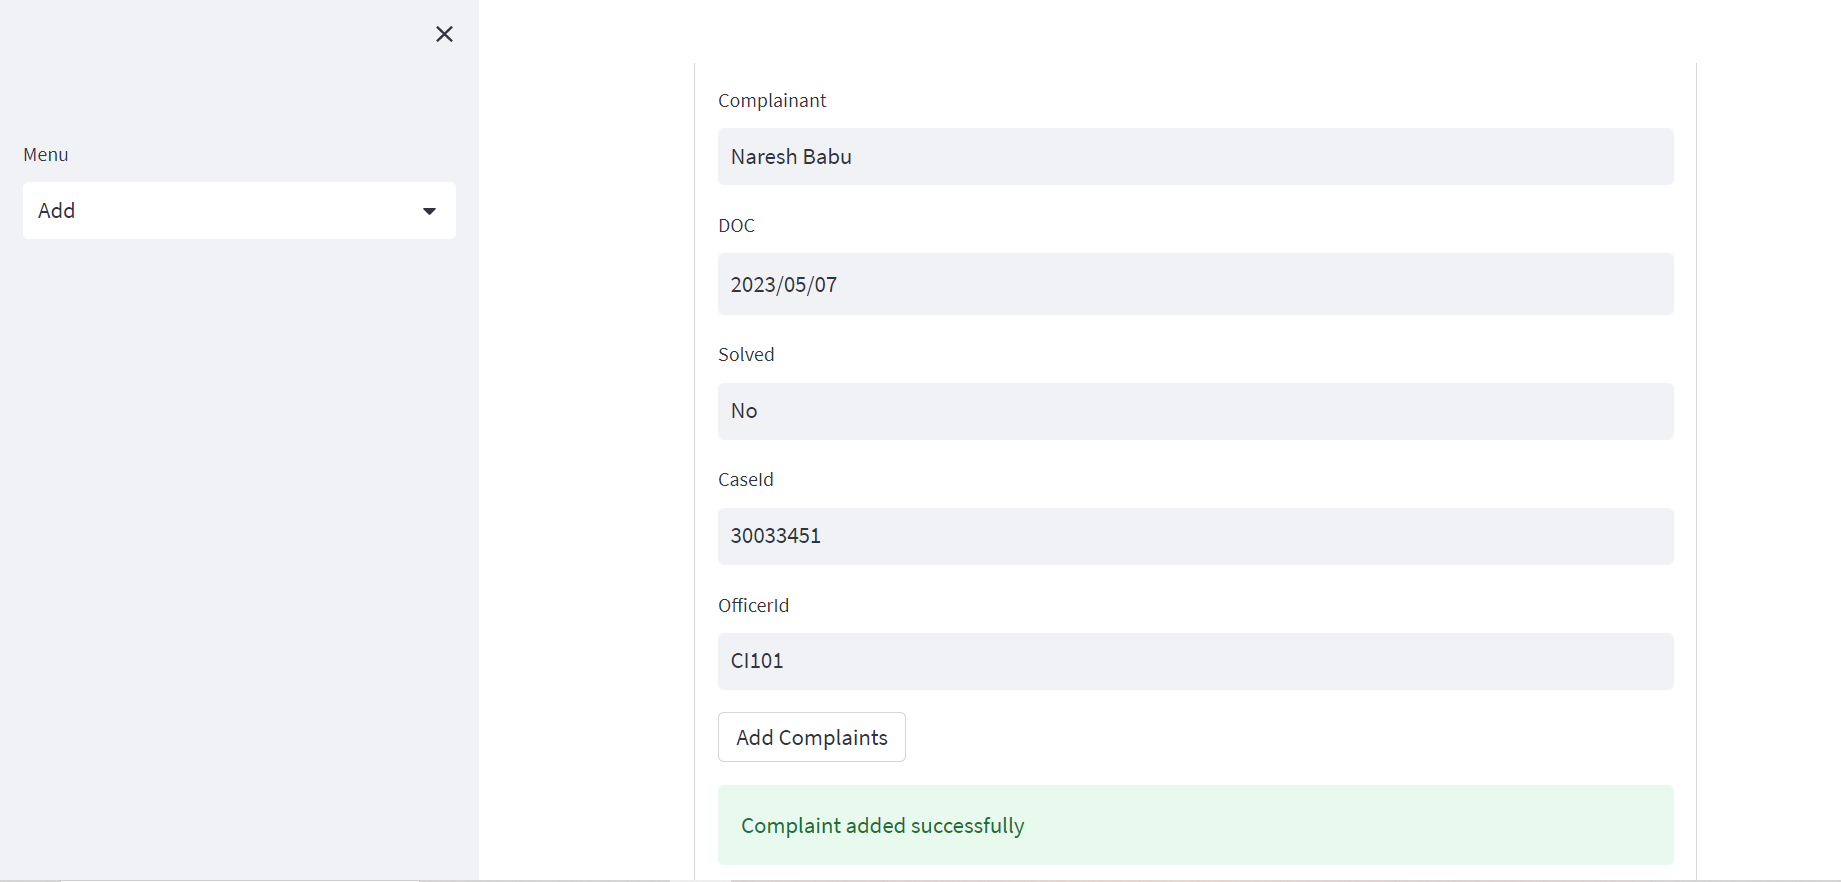 Menu
Add
Complainant
Naresh Babu
DOC
2023/05/07
Solved
No
CaseId
30033451
OfficerId
CI101
Add Complaints
Complaint added successfully